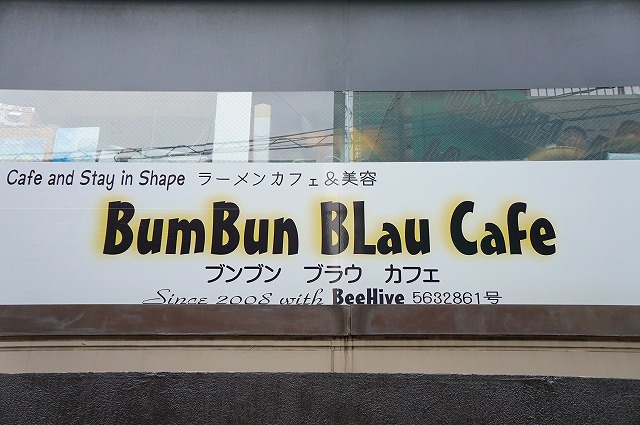 Cafe and Stay in Shape ラーメンカフェ&美容
BumBun BLau Cafe
ブンブン ブラウ カフェ
Since 2008 with BeeHive 5632861号